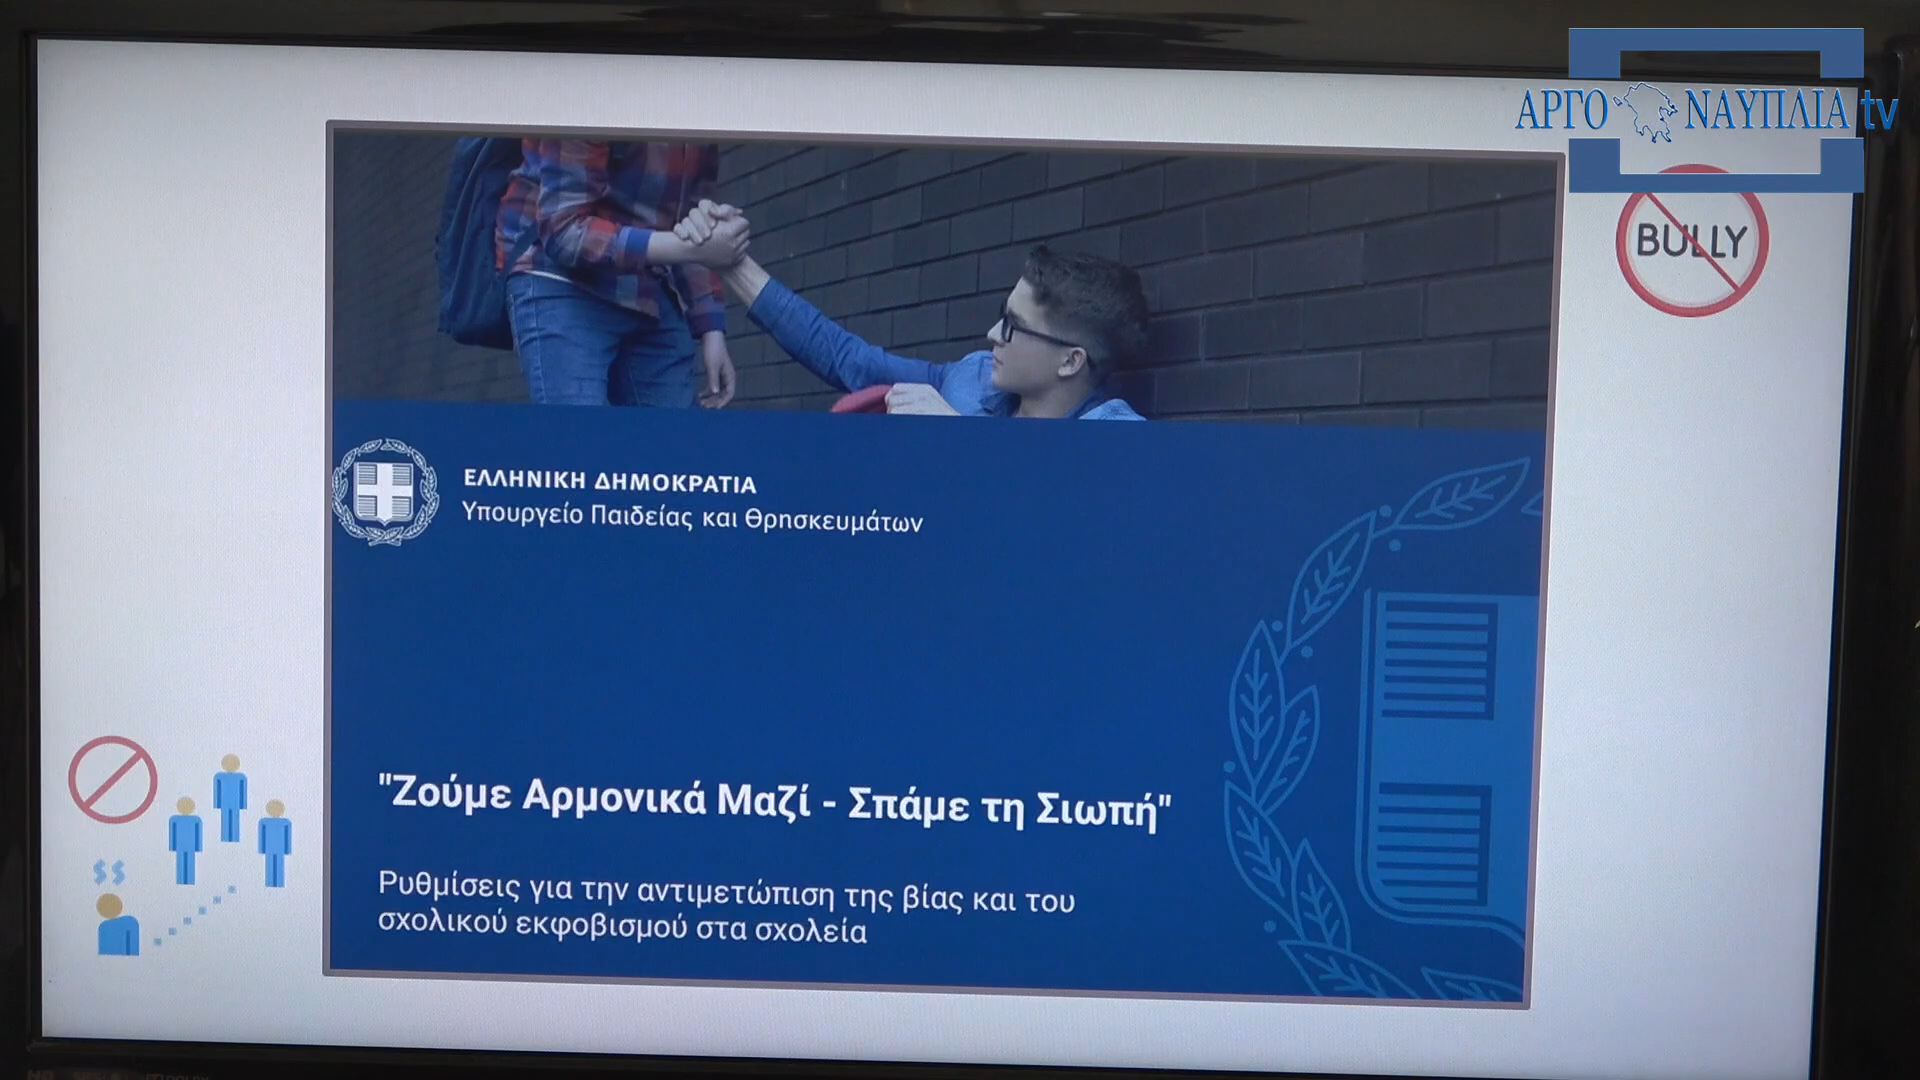 ΑΡΓΟ ΝΑΥΠΛΙΑ tv
BULLY
ΕΛΛΗΝΙΚΗ ΔΗΜΟΚΡΑΤΙΑ
Υπουργείο Παιδείας και Θρησκευμάτων
"Ζούμε Αρμονικά Μαζί - Σπάμε τη Σιωπή"
Ρυθμίσεις για την αντιμετώπιση της βίας και του
σχολικού εκφοβισμού στα σχολεία
$$